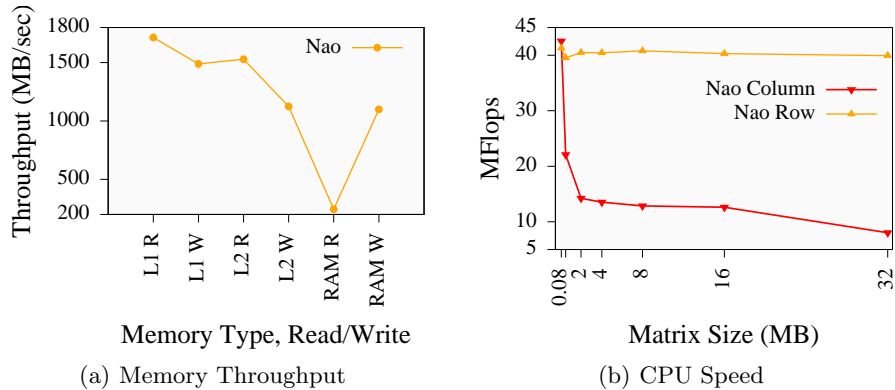 Throughput (MB/sec)
1800
1500
1000
500
200
Nao
L1 R
L1 W
L2 R
L2 W
RAM R
RAM W
Memory Type, Read/Write
(a) Memory Throughput
MFlops
45
40
30
20
10
5
Nao Column
Nao Row
0.08
2
4
8
16
32
Matrix Size (MB)
(b) CPU Speed